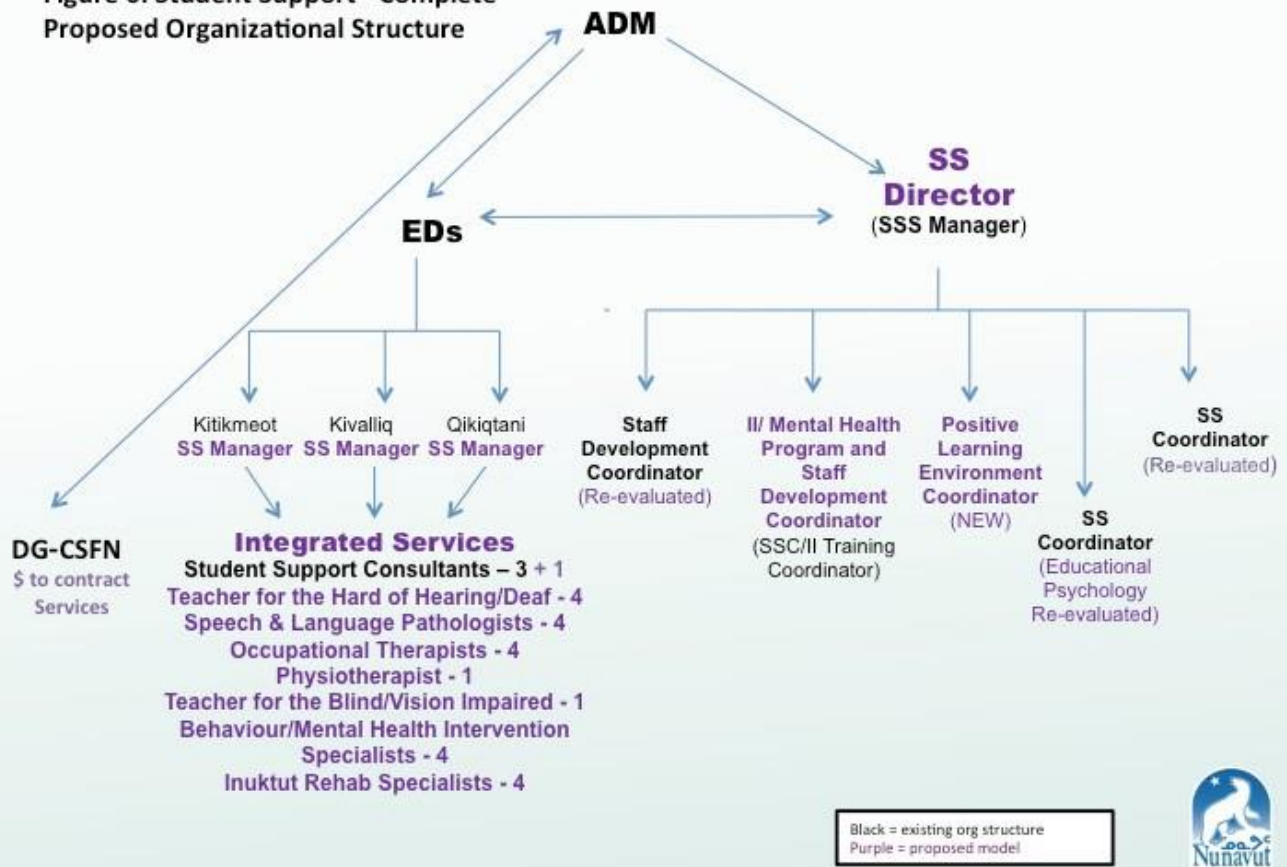 Figure 6. Student Support - Complete
Proposed Organizational Structure
ADM
SS
Director
(SSS Manager)
EDs
Kitikmeot
SS Manager
Kivalliq
SS Manager
Qikiqtani
SS Manager
Staff
Development
Coordinator
(Re-evaluated)
II/ Mental Health
Program and
Staff
Development
Coordinator
(SSC/II Training
Coordinator)
Positive
Learning
Environment
Coordinator
(NEW)
SS
Coordinator
(Educational
Psychology
Re-evaluated)
SS
Coordinator
(Re-evaluated)
DG-CSFN
$ to contract
Services
Integrated Services
Student Support Consultants – 3 + 1
Teacher for the Hard of Hearing/Deaf - 4
Speech & Language Pathologists - 4
Occupational Therapists - 4
Physiotherapist - 1
Teacher for the Blind/Vision Impaired - 1
Behaviour/Mental Health Intervention
Specialists - 4
Inuktut Rehab Specialists - 4
Black = existing org structure
Purple = proposed model
ᓄᓇᕗᑦ
Nunavut